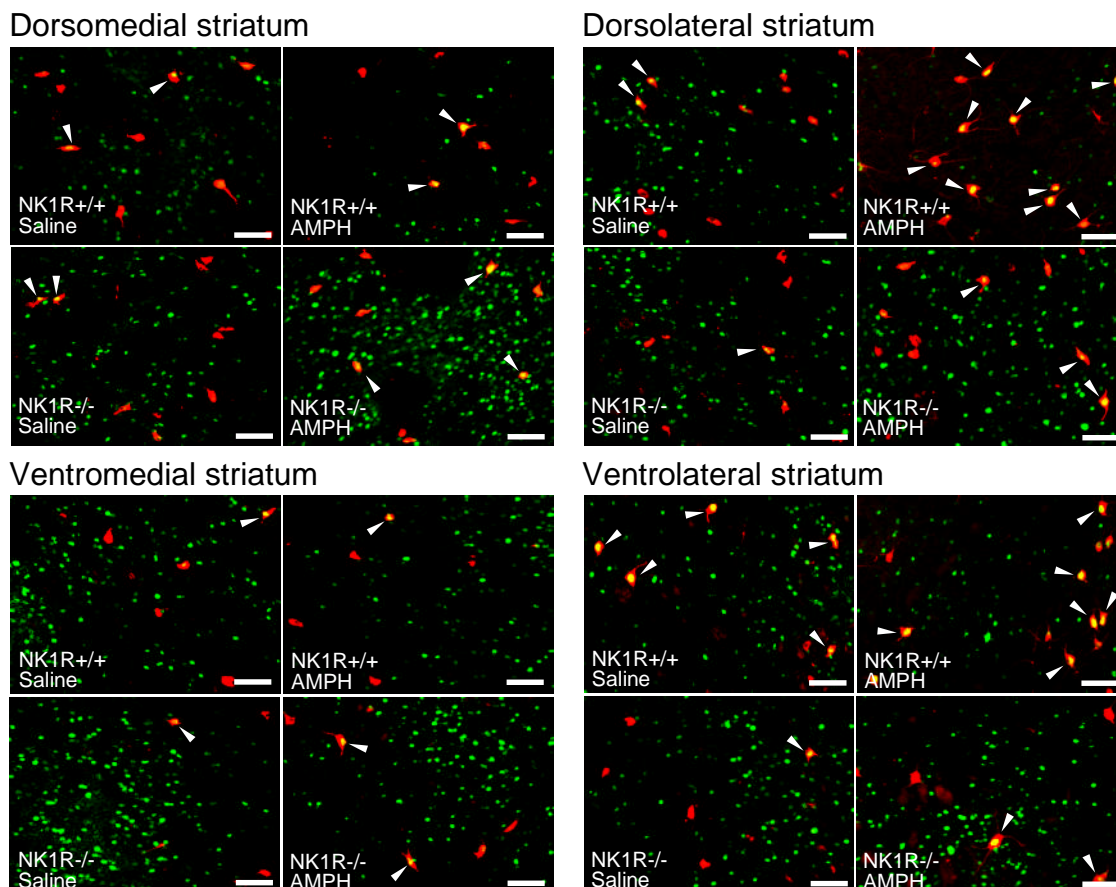 Dorsomedial striatum
NK1R+/+
Saline
NK1R+/+
AMPH
NK1R-/-
Saline
NK1R-/-
AMPH
Dorsolateral striatum
NK1R+/+
Saline
NK1R+/+
AMPH
NK1R-/-
Saline
NK1R-/-
AMPH
Ventromedial striatum
NK1R+/+
Saline
NK1R+/+
AMPH
NK1R-/-
Saline
NK1R-/-
AMPH
Ventrolateral striatum
NK1R+/+
Saline
NK1R+/+
AMPH
NK1R-/-
Saline
NK1R-/-
AMPH